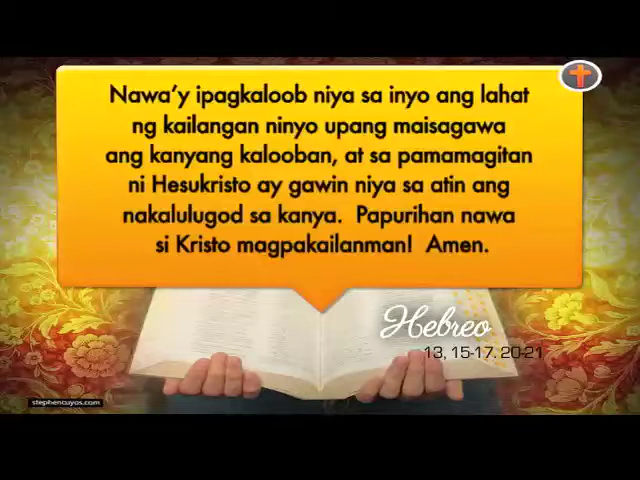 Nawa'y ipagkaloob niya sa inyo ang lahat
ng kailangan ninyo upang maisagawa
ang kanyang kalooban, at sa pamamagitan
ni Hesukristo ay gawin niya sa atin ang
nakalulugod sa kanya. Papurihan nawa
si Kristo magpakailanman! Amen.
Hebreo
13, 15-17. 20-21
stephencuyos.com